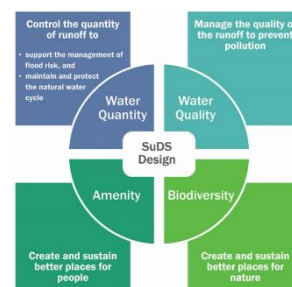 Control the quantity
of runoff to
• support the management of
flood risk, and
• maintain and protect
the natural water
cycle
Manage the quality of
the runoff to prevent
pollution
Water
Quantity
Water
Quality
SuDS
Design
Amenity
Biodiversity
Create and sustain
better places for
people
Create and sustain
better places for
nature